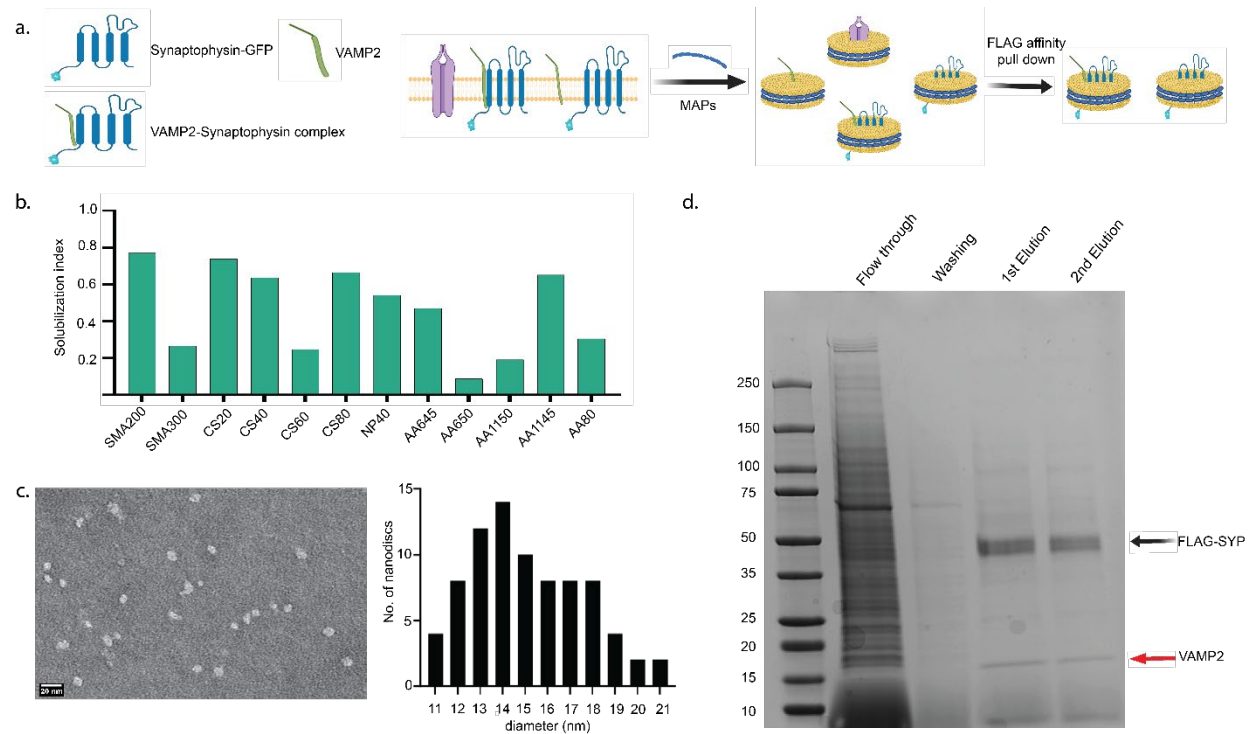 a.
Synaptophysin-GFP
VAMP2
VAMP2-Synaptophysin complex
MAPs
FLAG affinity
pull down
b.
Solubilization index
1.0
0.8
0.6
0.4
0.2
SMA200
SMA300
CS20
CS40
CS60
CS80
NP40
AA645
AA650
AA1150
AA1145
AA80
c.
20 nm
No. of nanodiscs
15
10
5
0
11 12 13 14 15 16 17 18 19 20 21
diameter (nm)
d.
Flow through
Washing
1st Elution
2nd Elution
250
150
100
75
50
35
25
20
15
10
FLAG-SYP
VAMP2